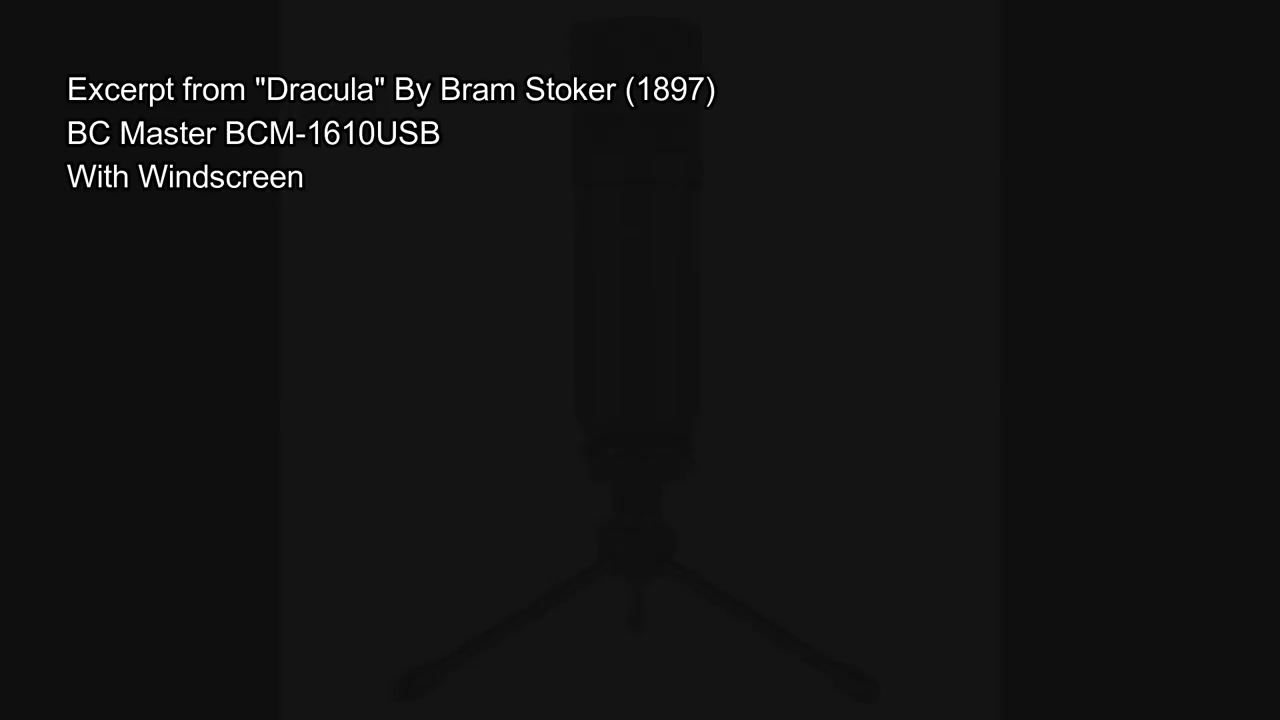 Excerpt from "Dracula" By Bram Stoker (1897)
BC Master BCM-1610USB
With Windscreen